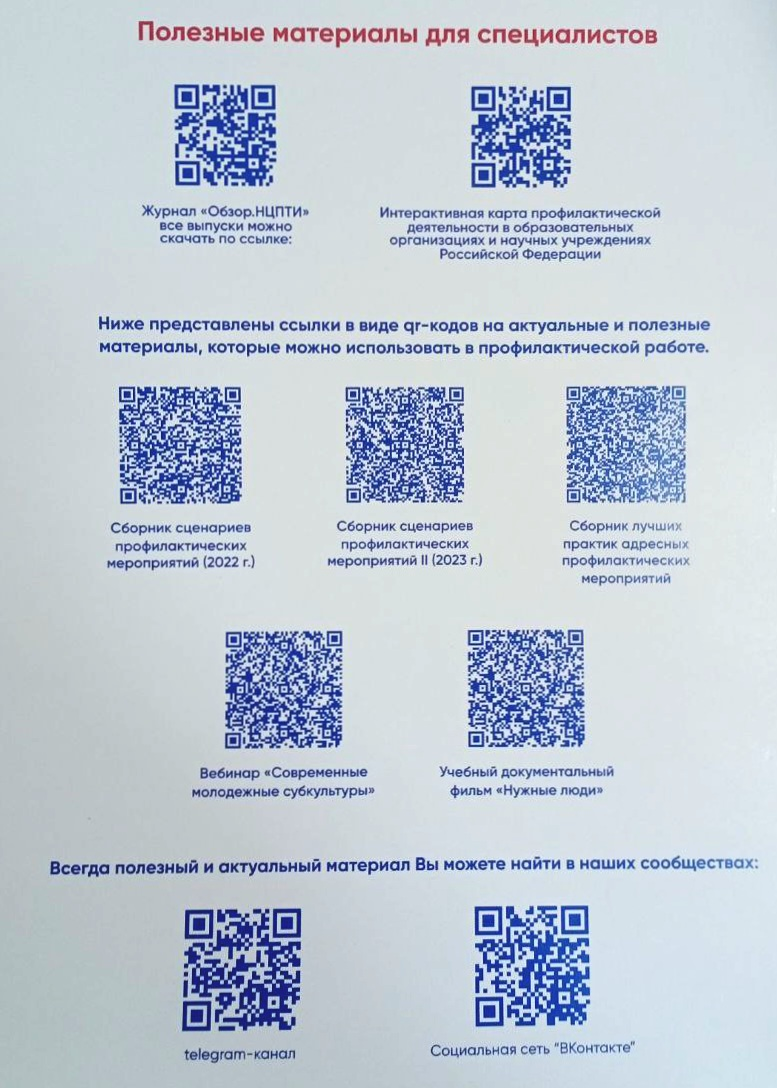 Полезные материалы для специалистов
Журнал «Обзор.НЦПТИ»
все выпуски можно
скачать по ссылке:
Интерактивная карта профилактической
деятельности в образовательных
организациях и научных учреждениях
Российской Федерации
Ниже представлены ссылки в виде qr-кодов на актуальные и полезные
материалы, которые можно использовать в профилактической работе.
Сборник сценариев
профилактических
мероприятий (2022 г.)
Сборник сценариев
профилактических
мероприятий II (2023 г.)
Сборник лучших
практик адресных
профилактических
мероприятий
Вебинар «Современные
молодежные субкультуры»
Учебный документальный
фильм «Нужные люди»
Всегда полезный и актуальный материал Вы можете найти в наших сообществах:
telegram-канал
Социальная сеть "ВКонтакте"